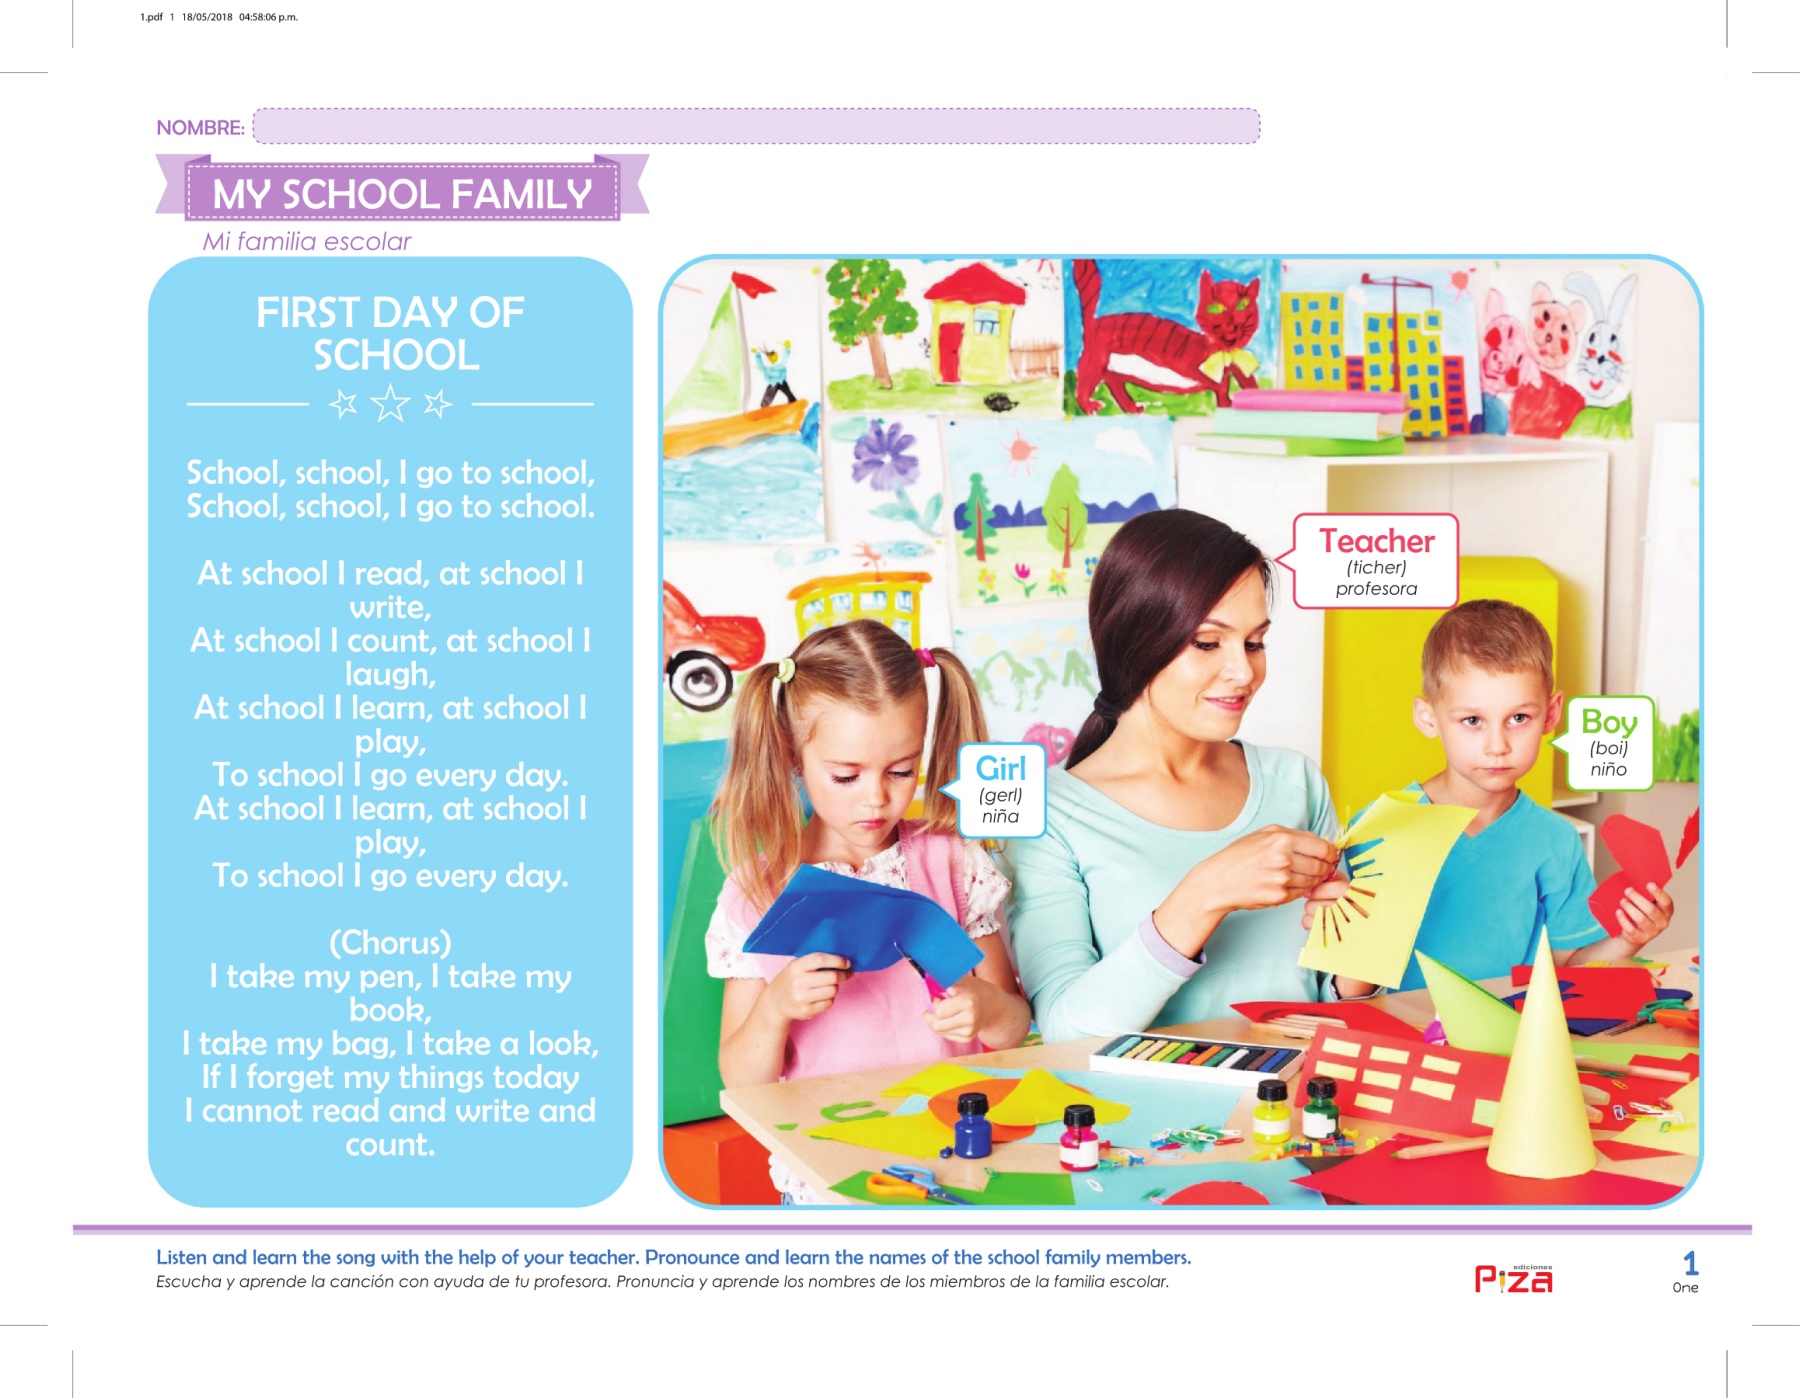 1.pdf 1 18/05/2018 04:58:06 p.m.
NOMBRE:
MY SCHOOL FAMILY
Mi familia escolar
FIRST DAY OF
SCHOOL
School, school, I go to school,
School, school, I go to school.
At school I read, at school I
write,
At school I count, at school I
laugh,
At school I learn, at school I
play,
To school I go every day.
At school I learn, at school I
play,
To school I go every day.
(Chorus)
I take my pen, I take my
book,
I take my bag, I take a look,
If I forget my things today
I cannot read and write and
count.
Teacher
(ticher)
profesora
Boy
(boi)
niño
Girl
(gerl)
niña
Listen and learn the song with the help of your teacher. Pronounce and learn the names of the school family members.
Escucha y aprende la canción con ayuda de tu profesora. Pronuncia y aprende los nombres de los miembros de la familia escolar.
ediciones
Piza
1
One